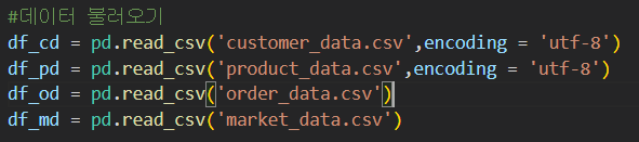 #데이터 불러오기
df_cd = pd.read_csv('customer_data.csv',encoding = 'utf-8')
df_pd = pd.read_csv('product_data.csv',encoding = 'utf-8')
df_od = pd.read_csv('order_data.csv')
df_md = pd.read_csv('market_data.csv')